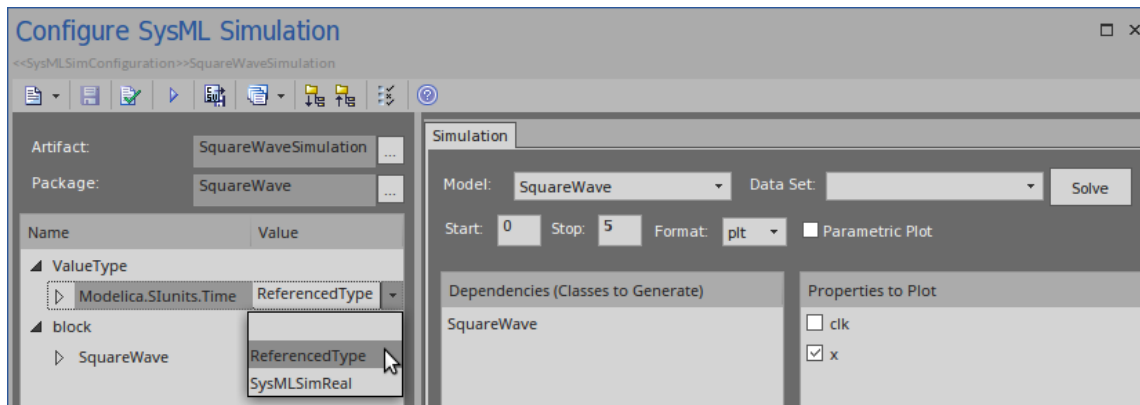 Configure SysML Simulation
<<SysMLSimConfiguration>>SquareWaveSimulation
Artifact: SquareWaveSimulation ...
Package: SquareWave ...
Name Value
ValueType
Modelica.SIunits.Time ReferencedType
block
SquareWave
ReferencedType
SysMLSimReal
Simulation
Model: SquareWave Data Set: Solve
Start: 0 Stop: 5 Format: plt Parametric Plot
Dependencies (Classes to Generate)
SquareWave
Properties to Plot
clk
x